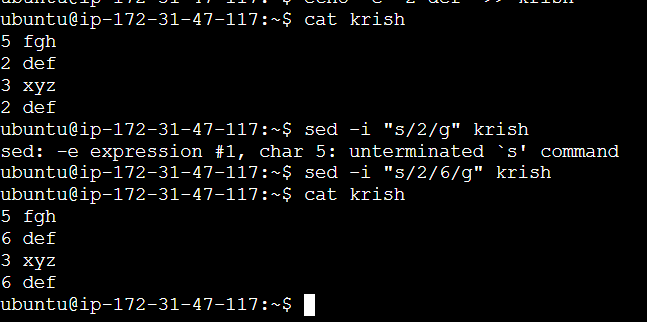 ubuntu@ip-172-31-47-117:~$ cat krish
5 fgh
2 def
3 xyz
2 def
ubuntu@ip-172-31-47-117:~$ sed -i "s/2/g" krish
sed: -e expression #1, char 5: unterminated `s' command
ubuntu@ip-172-31-47-117:~$ sed -i "s/2/6/g" krish
ubuntu@ip-172-31-47-117:~$ cat krish
5 fgh
6 def
3 xyz
6 def
ubuntu@ip-172-31-47-117:~$